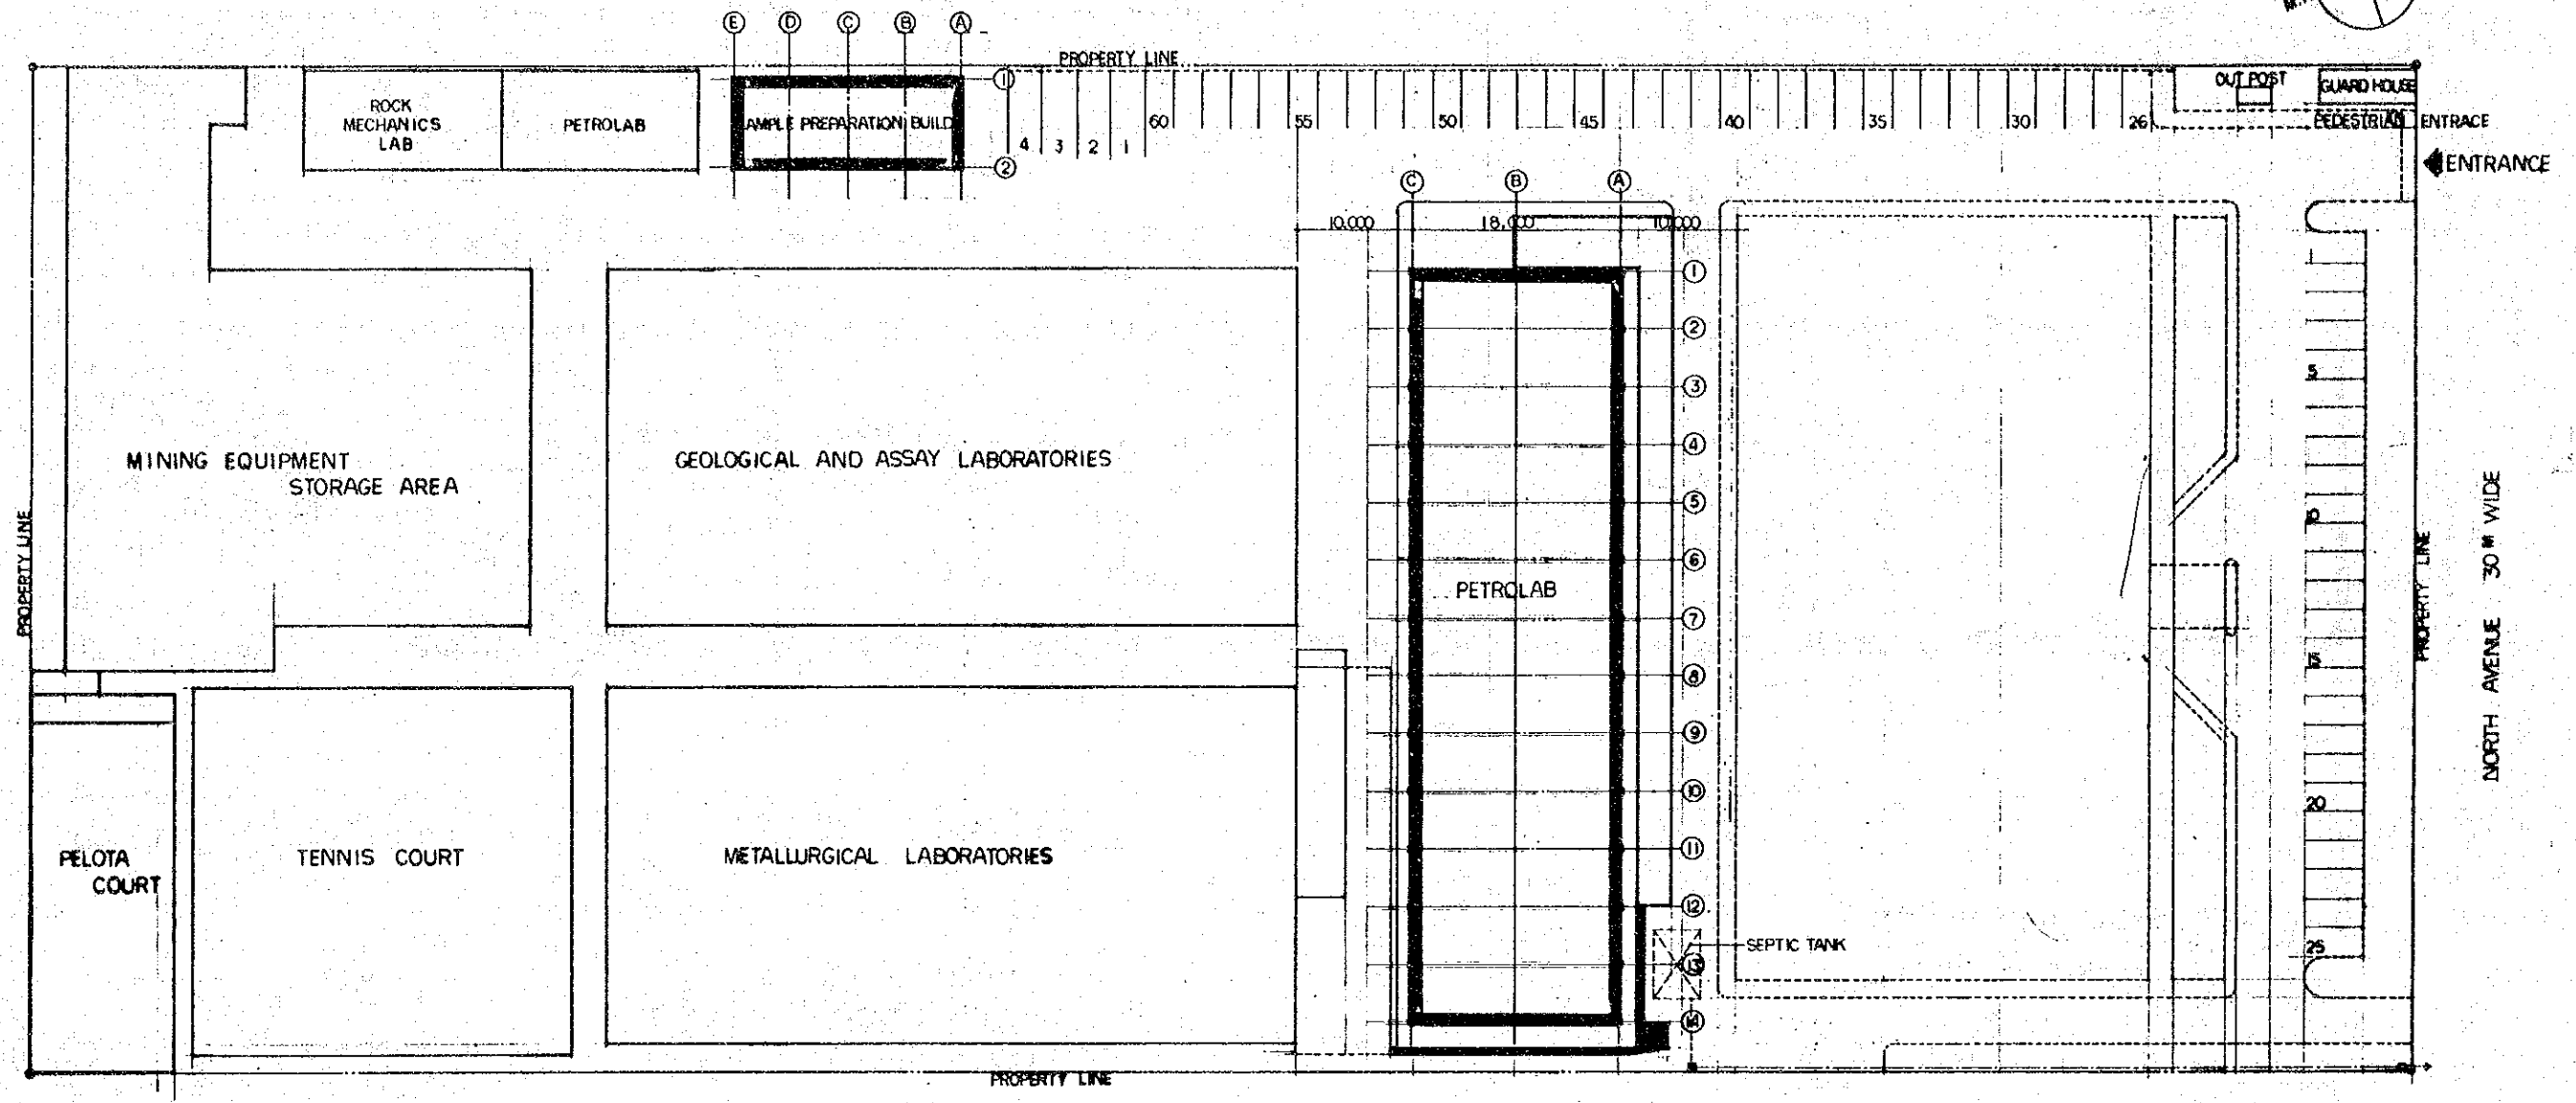 E D C B A
PROPERTY LINE
1
2
ROCK
MECHANICS
LAB
PETROLAB
AMPLE PREPARATION BUILD
4 3 2 1
60
55
50
45
40
35
30
26
OUT POST
GUARD HOUSE
PEDESTRIAN ENTRACE
ENTRANCE
C B A
10.000 18,000 10.000
1
2
3
4
5
6
7
8
9
10
11
12
13
14
MINING EQUIPMENT
STORAGE AREA
GEOLOGICAL AND ASSAY LABORATORIES
PETROLAB
PROPERTY LINE
1
5
10
15
20
25
PROPERTY LINE
NORTH AVENUE 30 M WIDE
PELOTA
COURT
TENNIS COURT
METALLURGICAL LABORATORIES
SEPTIC TANK
PROPERTY LINE